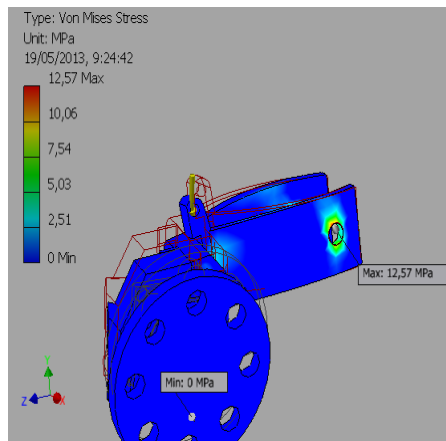 Type: Von Mises Stress
Unit: MPa
19/05/2013, 9:24:42
12,57 Max
10,06
7,54
5,03
2,51
0 Min
Max: 12,57 MPa
Min: 0 MPa
Y
Z
X